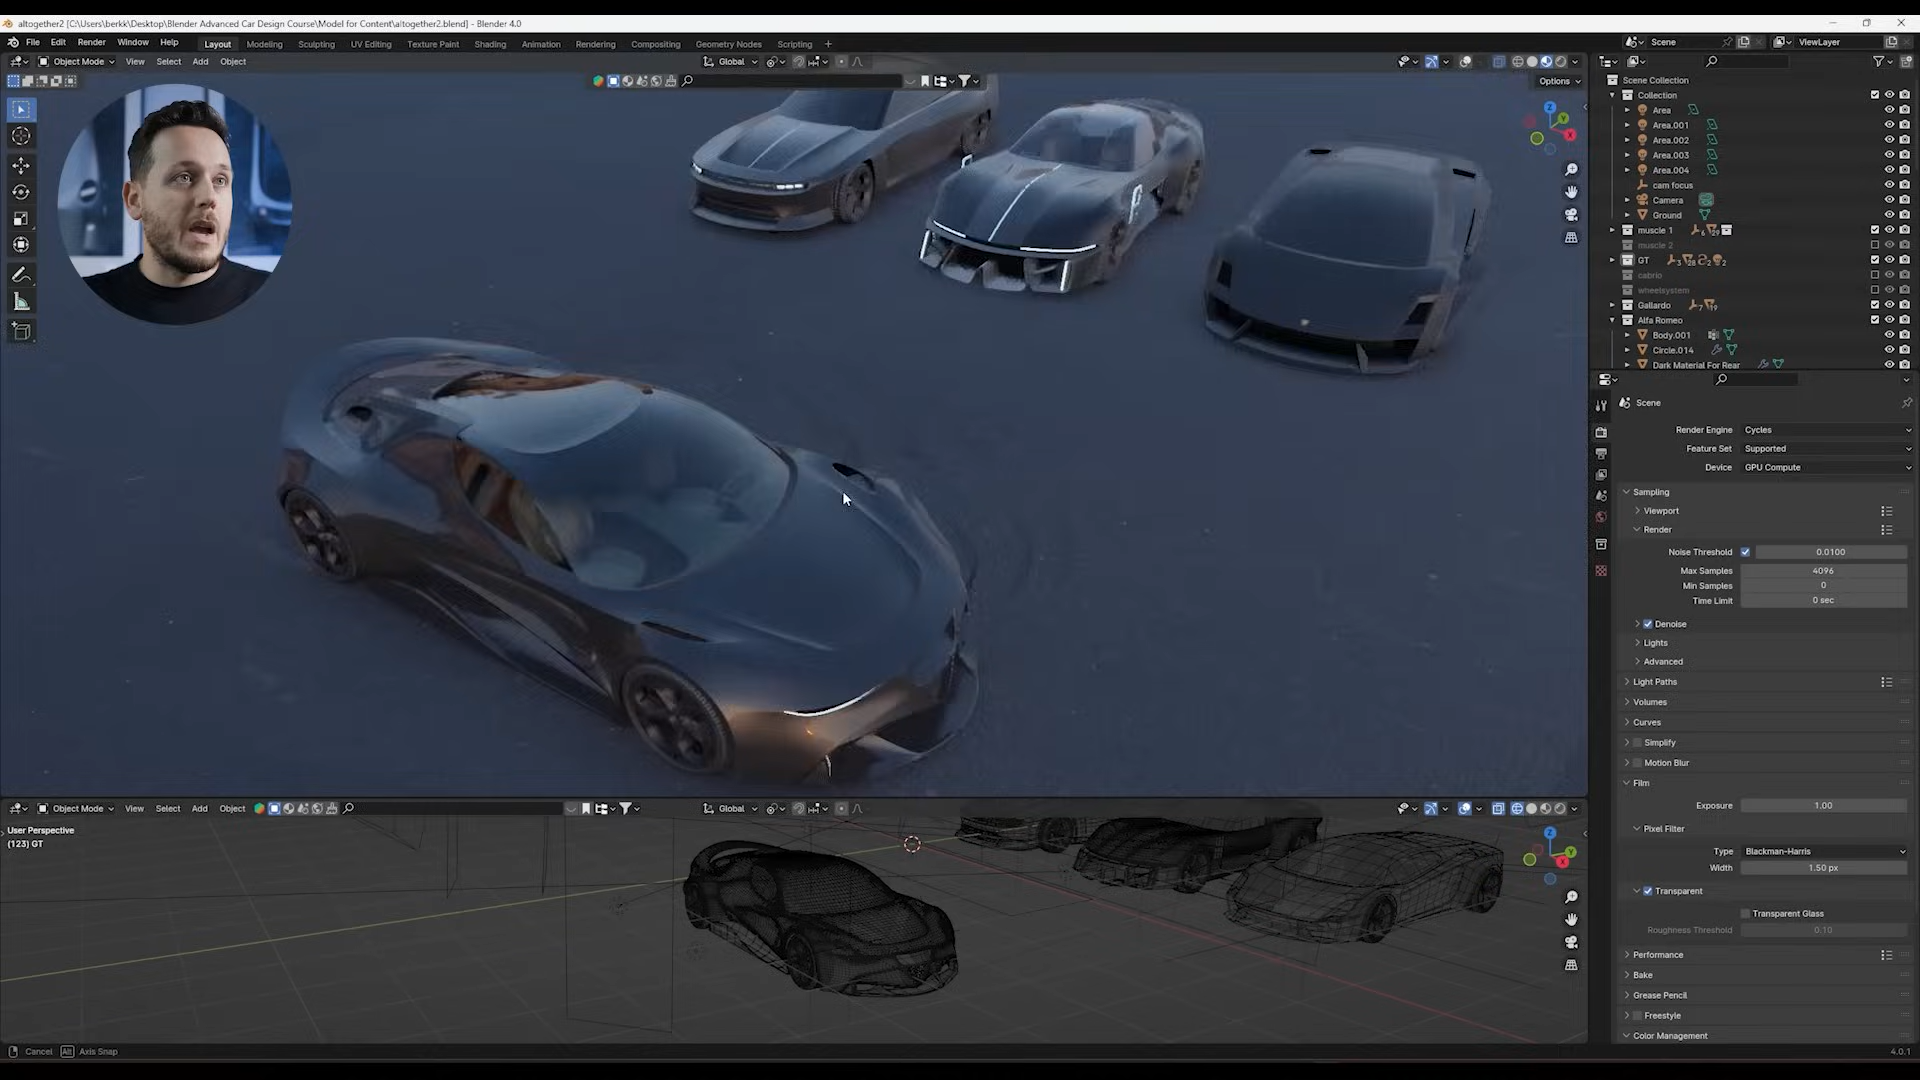 altogether2 [C:\Users\berkk\Desktop\Blender Advanced Car Design Course\Model for Content\altogether2.blend] - Blender 4.0
File Edit Render Window Help Layout Modeling Sculpting UV Editing Texture Paint Shading Animation Rendering Compositing Geometry Nodes Scripting +
Scene
ViewLayer
Object Mode View Select Add Object
Global
Options
Scene Collection
Collection
Area
Area.001
Area.002
Area.003
Area.004
cam focus
Camera
Ground
muscle 1
muscle 2
GT
cabrio
wheelsystem
Gallardo
Alfa Romeo
Body.001
Circle.014
Dark Material For Rear
Scene
Render Engine Cycles
Feature Set Supported
Device GPU Compute
Sampling
Viewport
Render
Noise Threshold 0.0100
Max Samples 4096
Min Samples 0
Time Limit 0 sec
Denoise
Lights
Advanced
Light Paths
Volumes
Curves
Simplify
Motion Blur
Film
Exposure 1.00
Pixel Filter
Type Blackman-Harris
Width 1.50 px
Transparent
Transparent Glass
Roughness Threshold 0.10
Performance
Bake
Grease Pencil
Freestyle
Color Management
Object Mode View Select Add Object
Global
User Perspective
(123) GT
Cancel Alt Axis Snap
4.0.1